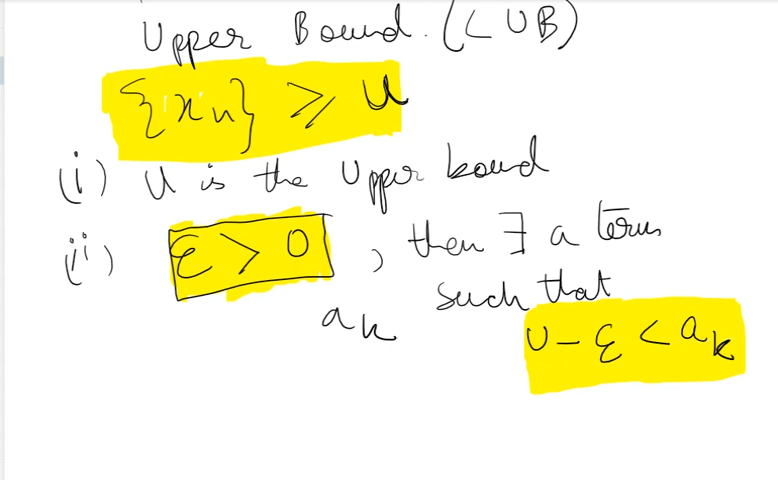 Upper Bound. (LUB)
{xn} ⩾ u
(i) u is the Upper bound
(ii) ε > 0, then ∃ a term
ak such that
U - ε < ak